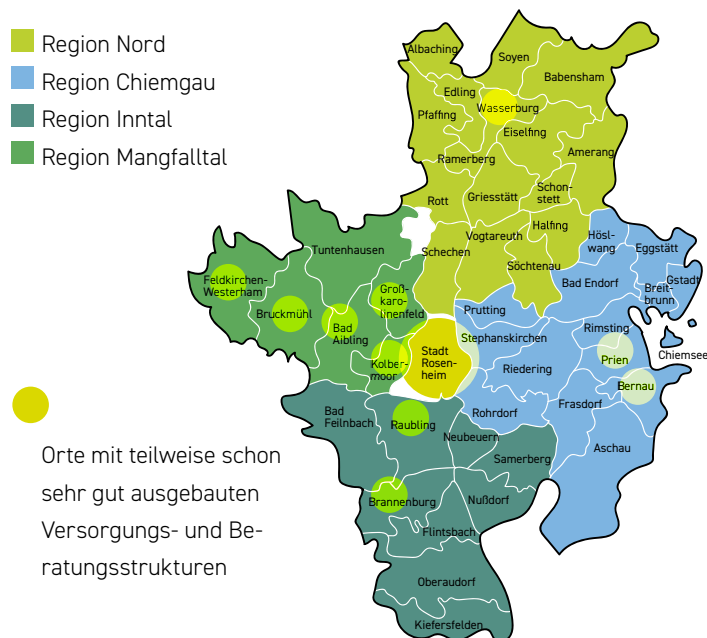 Region Nord
Region Chiemgau
Region Inntal
Region Mangfalltal
Orte mit teilweise schon
sehr gut ausgebauten
Versorgungs- und Be-
ratungsstrukturen
Albaching
Soyen
Babensham
Edling
Wasserburg
Pfaffing
Eiselfing
Amerang
Ramerberg
Schon-
stett
Griesstätt
Rott
Halfing
Vogtareuth
Schechen
Söchtenau
Hösl-
wang
Eggstätt
Gstadt
Breit-
brunn
Bad Endorf
Tuntenhausen
Feldkirchen-
Westerham
Bruckmühl
Bad
Aibling
Groß-
karo-
linenfeld
Kolber-
moor
Stadt
Rosen-
heim
Prutting
Stephanskirchen
Rimsting
Chiemsee
Prien
Riedering
Bernau
Frasdorf
Rohrdorf
Aschau
Bad
Feilnbach
Raubling
Neubeuern
Samerberg
Brannenburg
Nußdorf
Flintsbach
Oberaudorf
Kiefersfelden